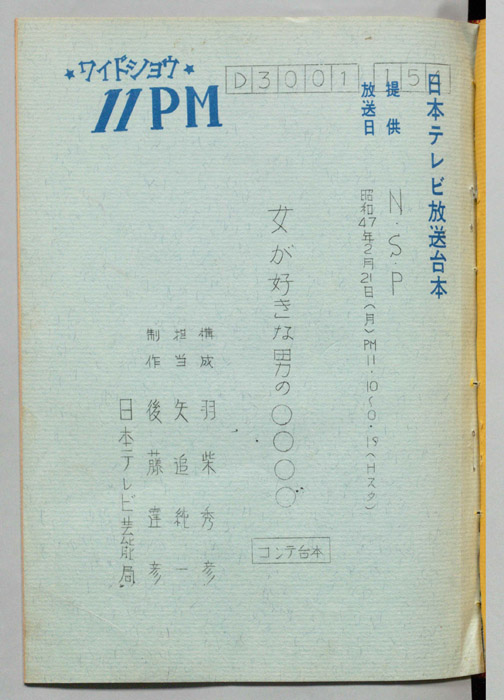 日本テレビ放送台本
提供 N.S.P
放送日 昭和47年2月21日(月)PM11.10〜0.15(Hスタ)
★ワイドショウ★
11PM
D3001
女が好きな男の〇〇〇〇
コンテ台本
構成 羽柴秀彦
担当 矢追純一
制作 後藤達彦
日本テレビ芸能局